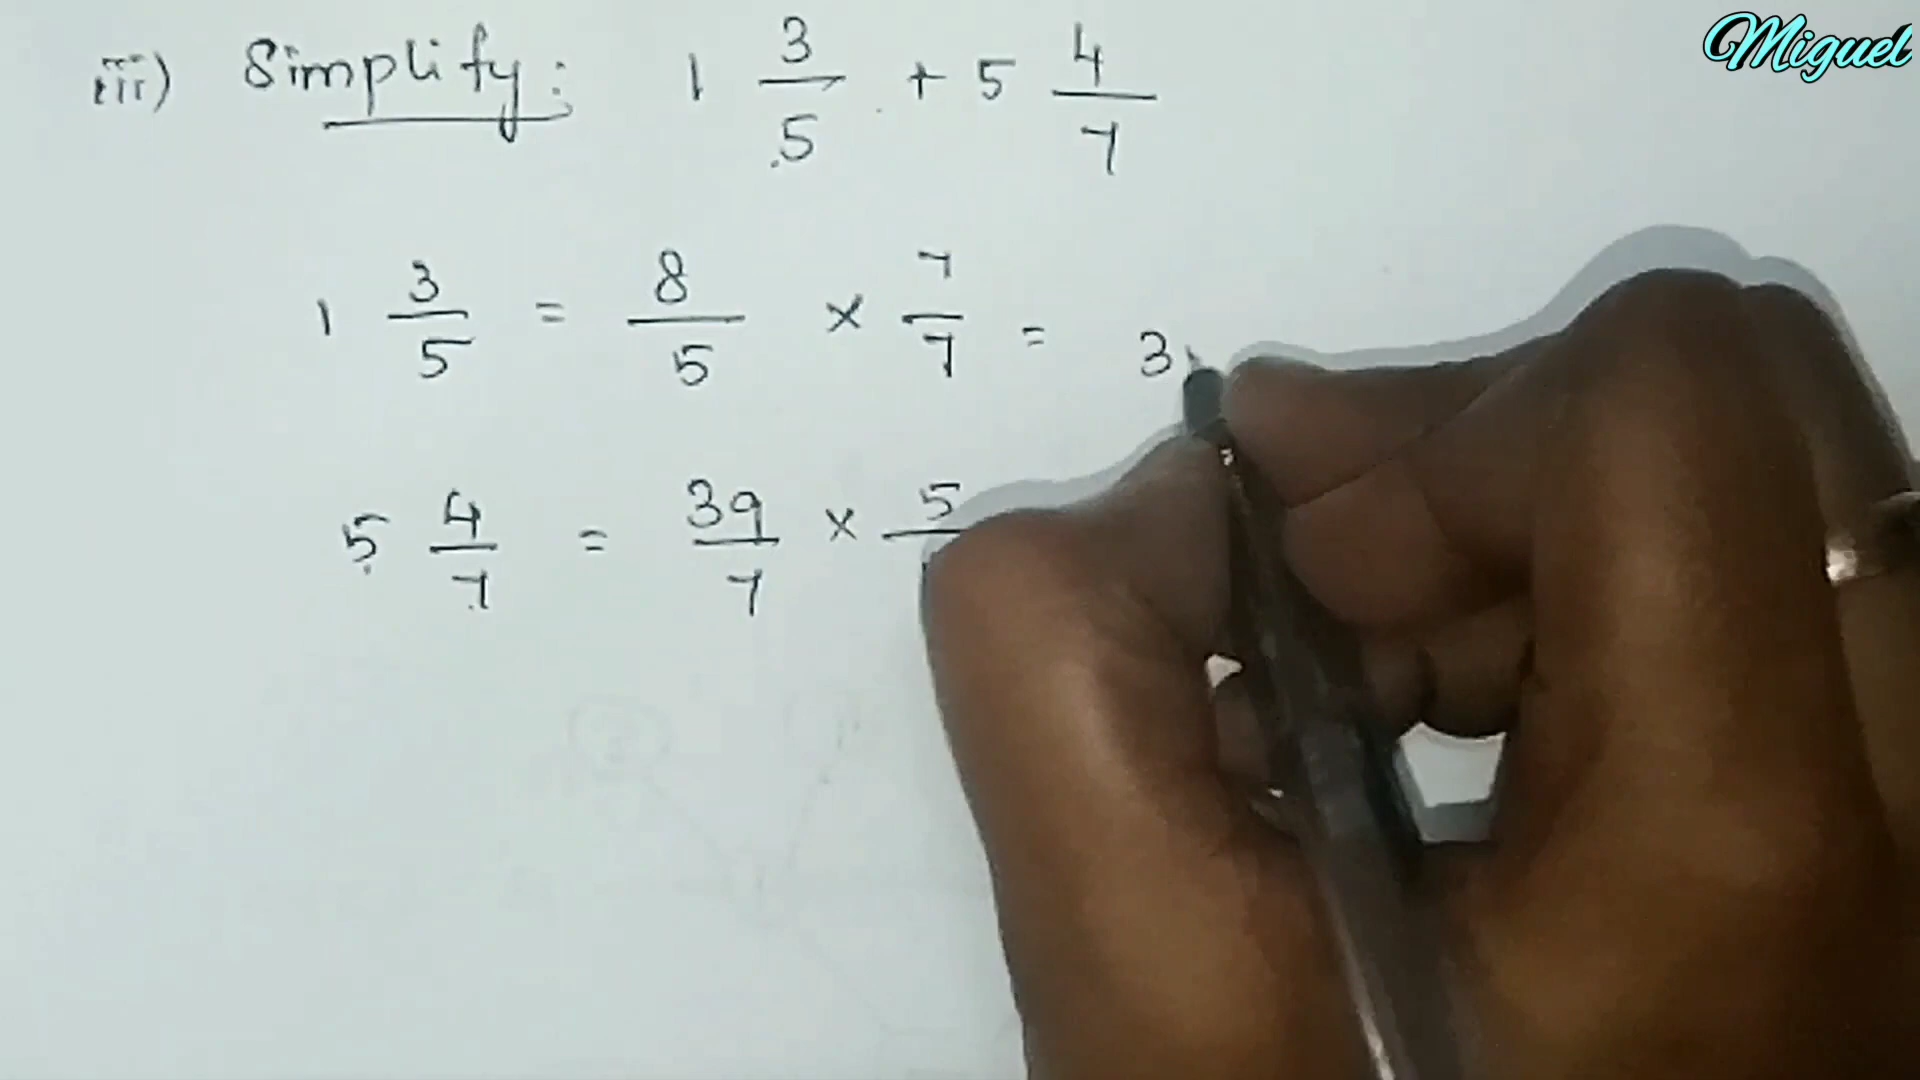 Miguel
iii) Simplify: 1 3/5 + 5 4/7
1 3/5 = 8/5 × 7/7 = 3
5 4/7 = 39/7 × 5